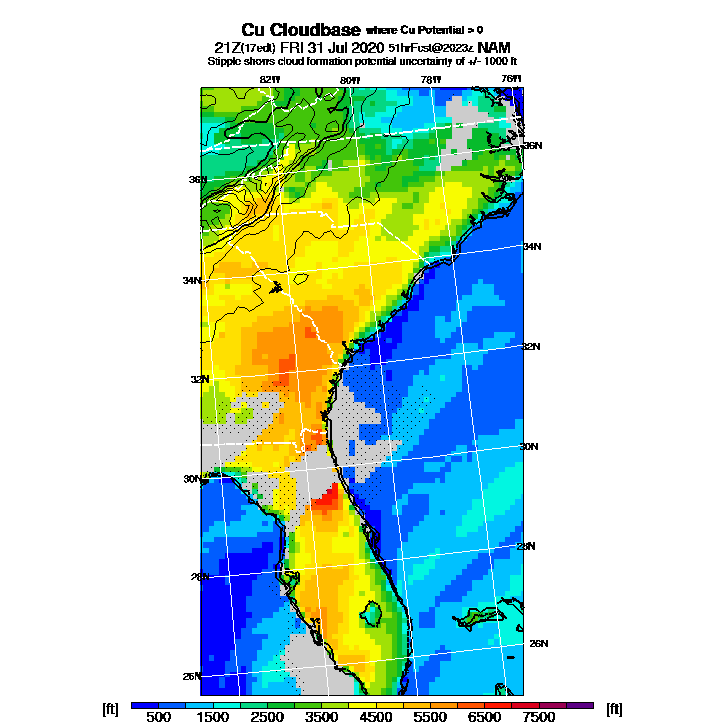 Cu Cloudbase where Cu Potential > 0
21Z(17edt) FRI 31 Jul 2020 51hrFcst@2023z NAM
Stipple shows cloud formation potential uncertainty of +/- 1000 ft
82W 80W 78W 76W
36N
36N
34N
34N
32N
32N
30N
30N
28N
28N
26N
26N
[ft] 500 1500 2500 3500 4500 5500 6500 7500 [ft]